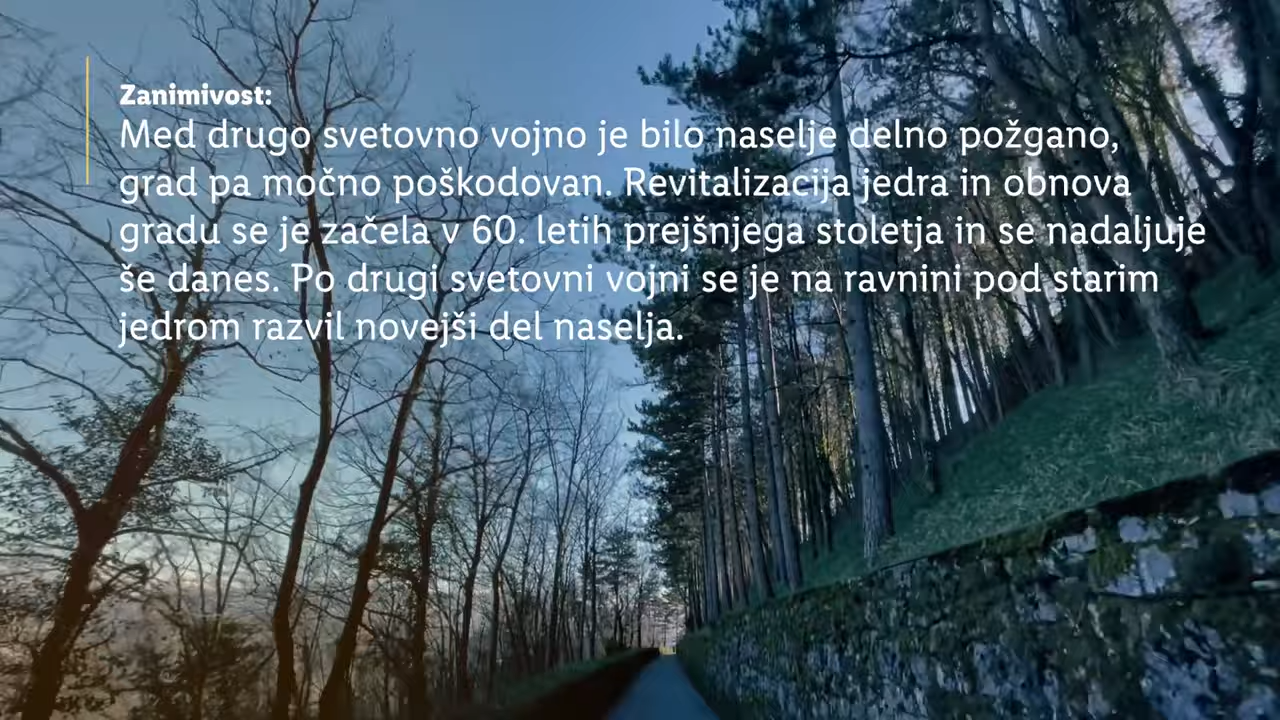 Zanimivost:
Med drugo svetovno vojno je bilo naselje delno požgano,
grad pa močno poškodovan. Revitalizacija jedra in obnova
gradu se je začela v 60. letih prejšnjega stoletja in se nadaljuje
še danes. Po drugi svetovni vojni se je na ravnini pod starim
jedrom razvil novejši del naselja.